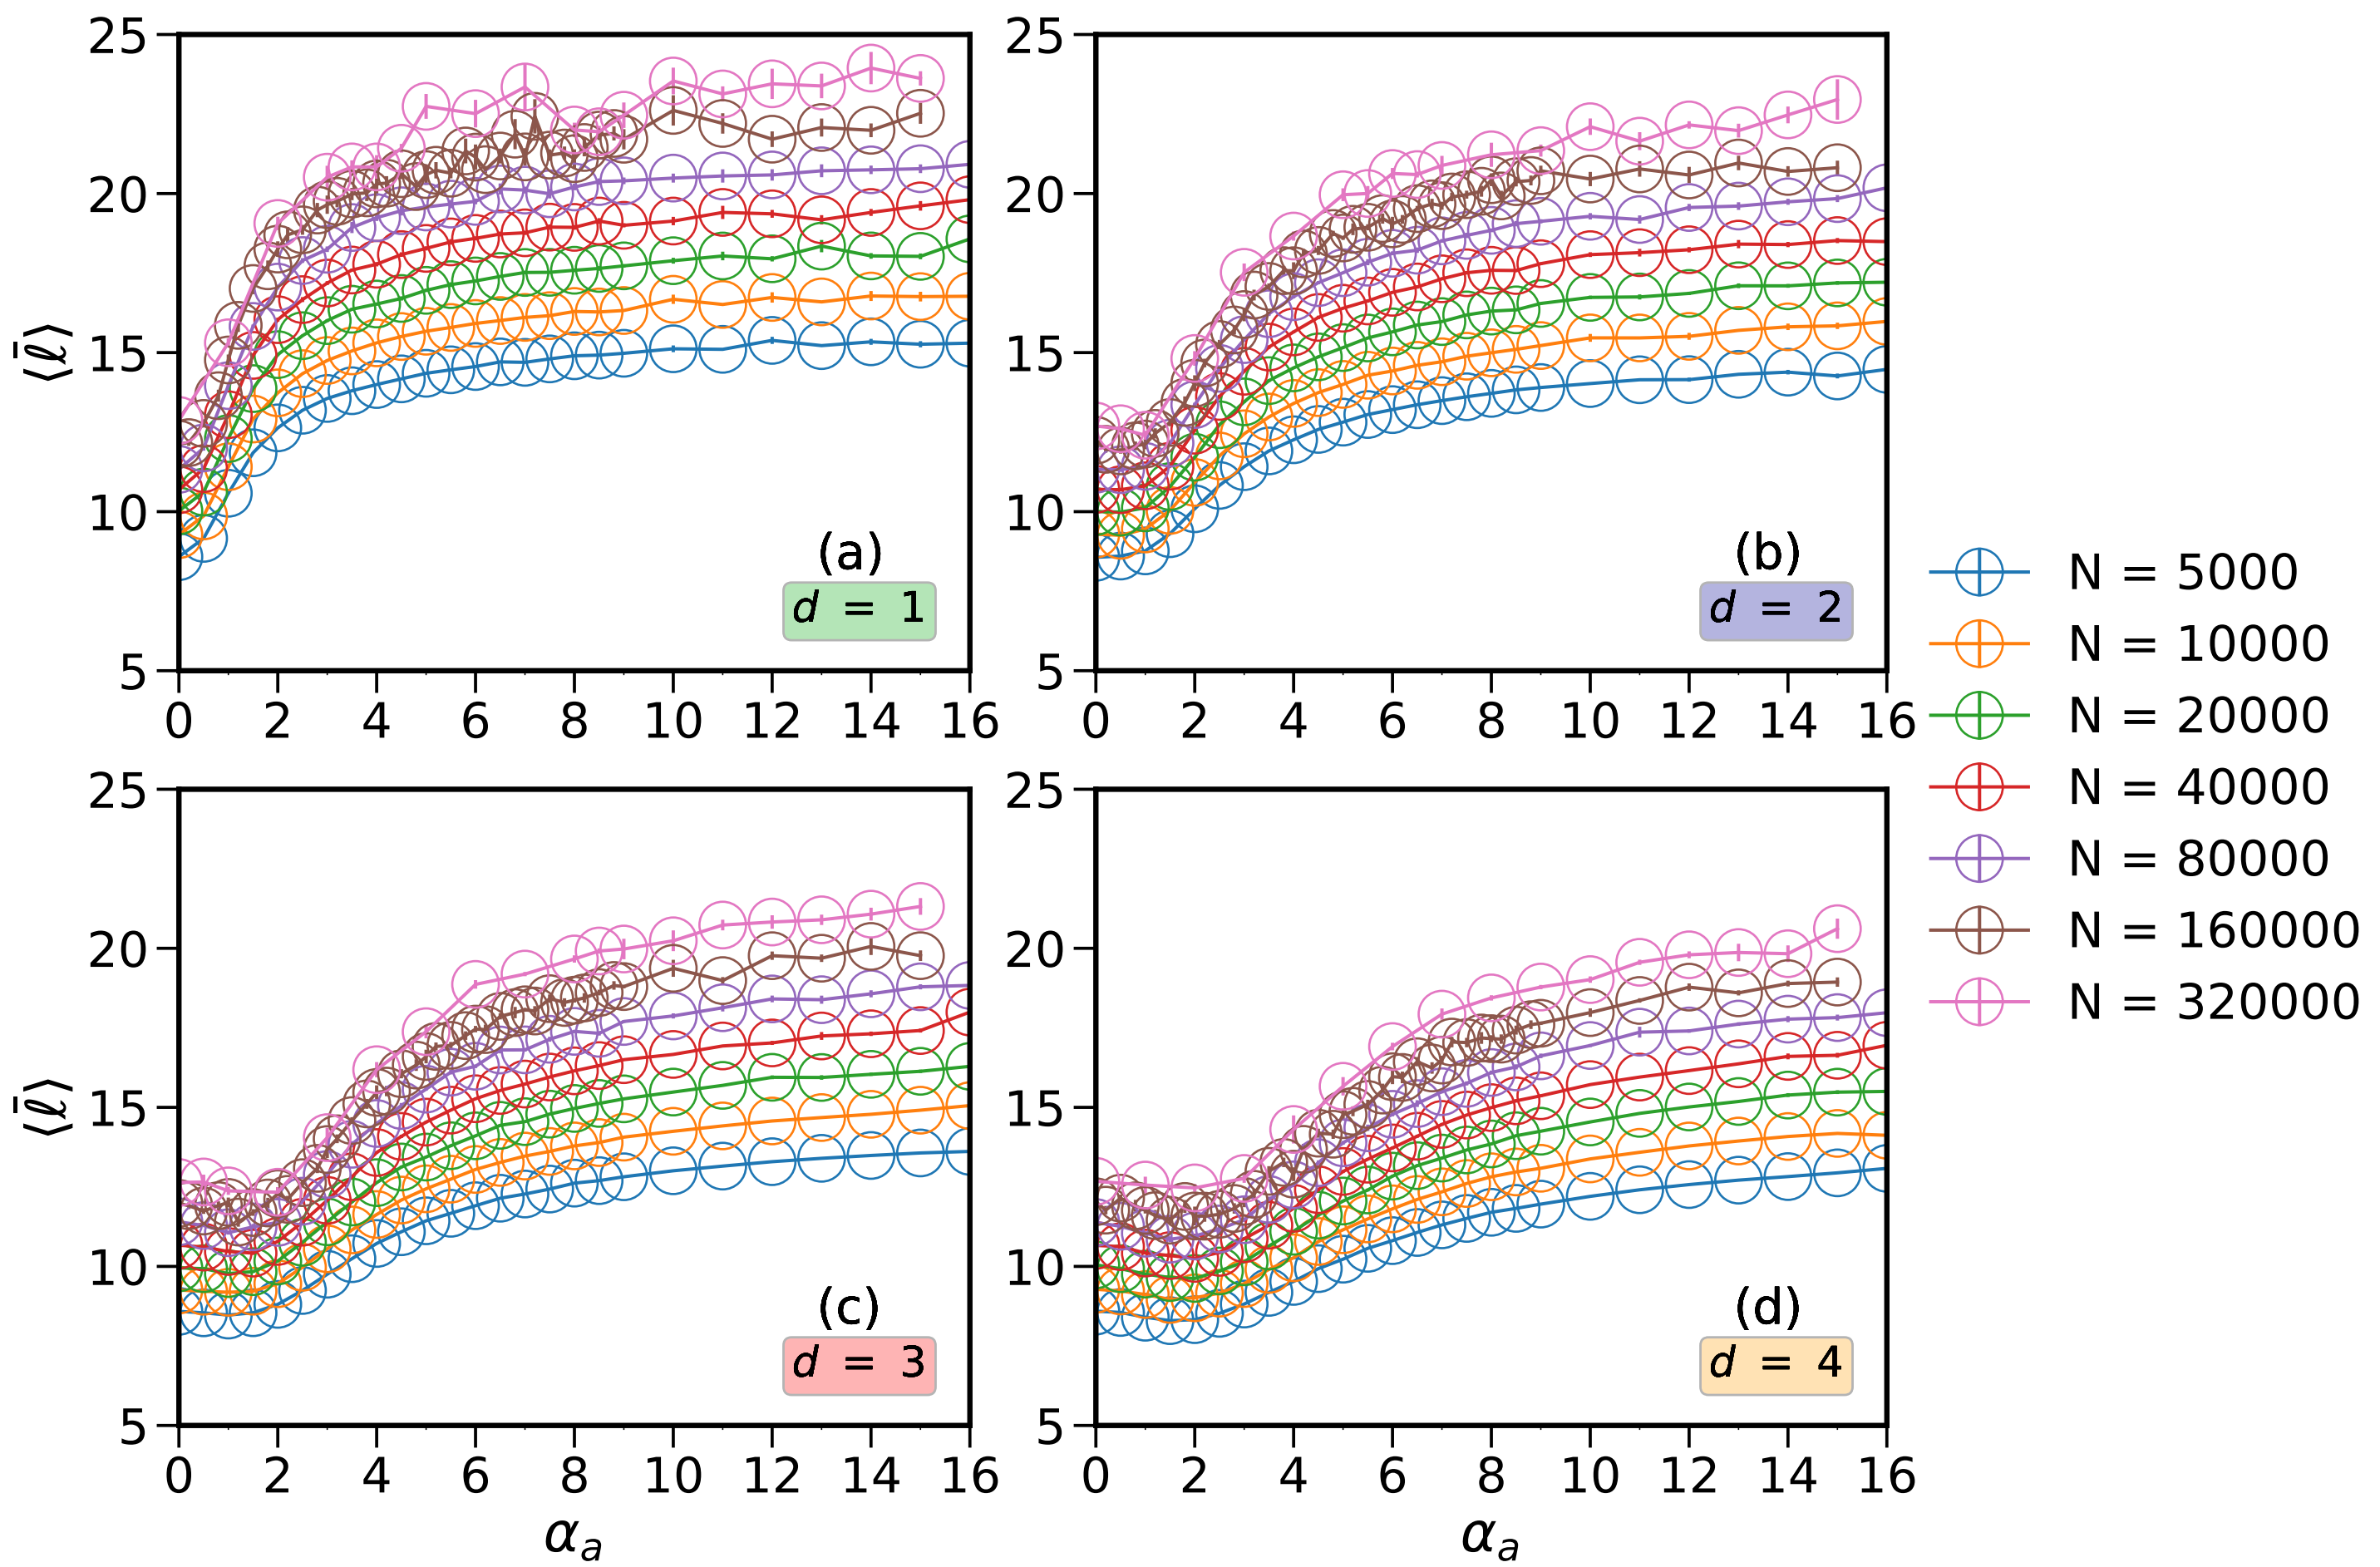 25
20
15
10
5
⟨ℓ̄⟩
0 2 4 6 8 10 12 14 16
(a)
d = 1
25
20
15
10
5
0 2 4 6 8 10 12 14 16
(b)
d = 2
25
20
15
10
5
⟨ℓ̄⟩
0 2 4 6 8 10 12 14 16
αₐ
(c)
d = 3
25
20
15
10
5
0 2 4 6 8 10 12 14 16
αₐ
(d)
d = 4
N = 5000
N = 10000
N = 20000
N = 40000
N = 80000
N = 160000
N = 320000